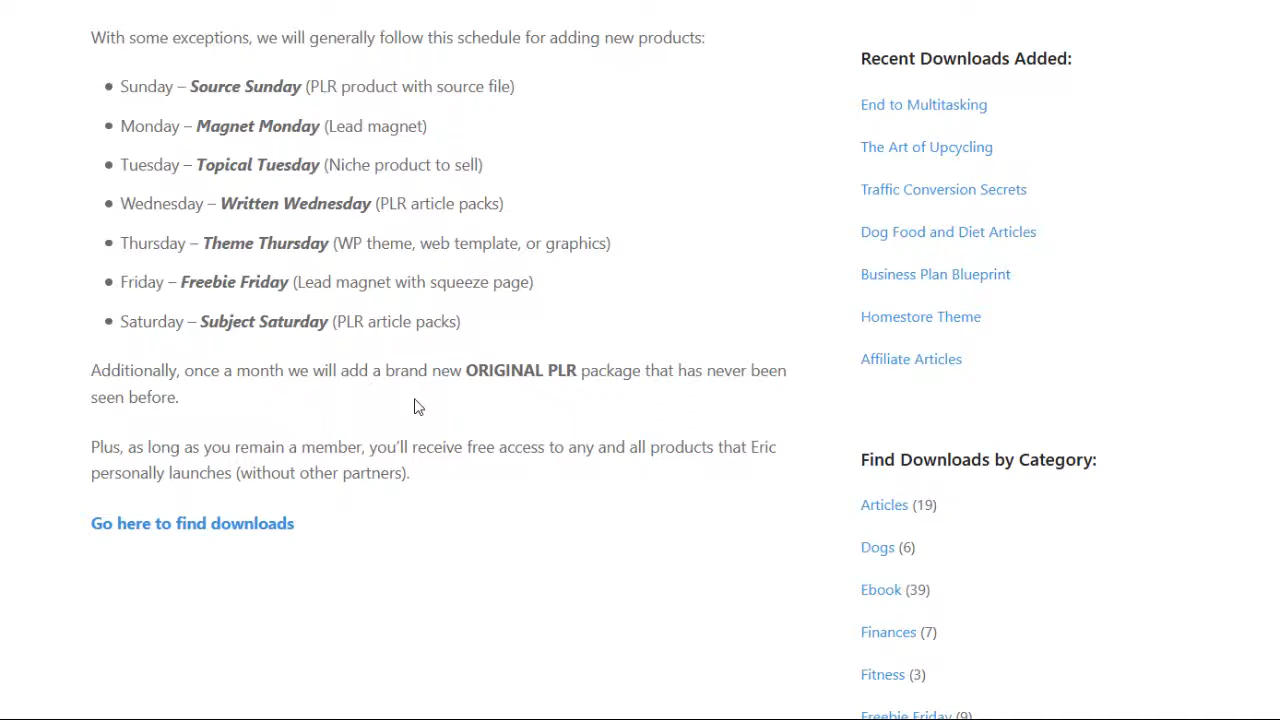 With some exceptions, we will generally follow this schedule for adding new products:
Sunday – Source Sunday (PLR product with source file)
Monday – Magnet Monday (Lead magnet)
Tuesday – Topical Tuesday (Niche product to sell)
Wednesday – Written Wednesday (PLR article packs)
Thursday – Theme Thursday (WP theme, web template, or graphics)
Friday – Freebie Friday (Lead magnet with squeeze page)
Saturday – Subject Saturday (PLR article packs)
Additionally, once a month we will add a brand new ORIGINAL PLR package that has never been
seen before.
Plus, as long as you remain a member, you’ll receive free access to any and all products that Eric
personally launches (without other partners).
Go here to find downloads
Recent Downloads Added:
End to Multitasking
The Art of Upcycling
Traffic Conversion Secrets
Dog Food and Diet Articles
Business Plan Blueprint
Homestore Theme
Affiliate Articles
Find Downloads by Category:
Articles (19)
Dogs (6)
Ebook (39)
Finances (7)
Fitness (3)
Freebie Friday (9)